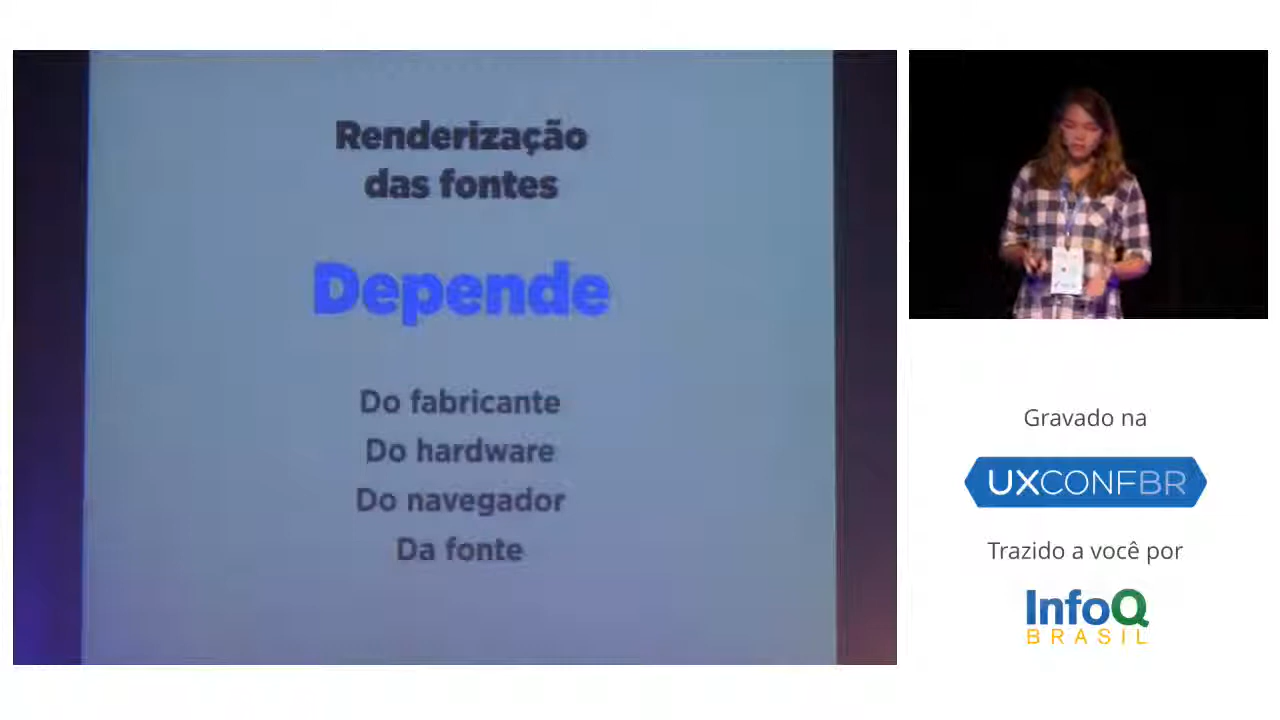 Renderização
das fontes
Depende
Do fabricante
Do hardware
Do navegador
Da fonte
Gravado na
UXCONFBR
Trazido a você por
InfoQ
BRASIL